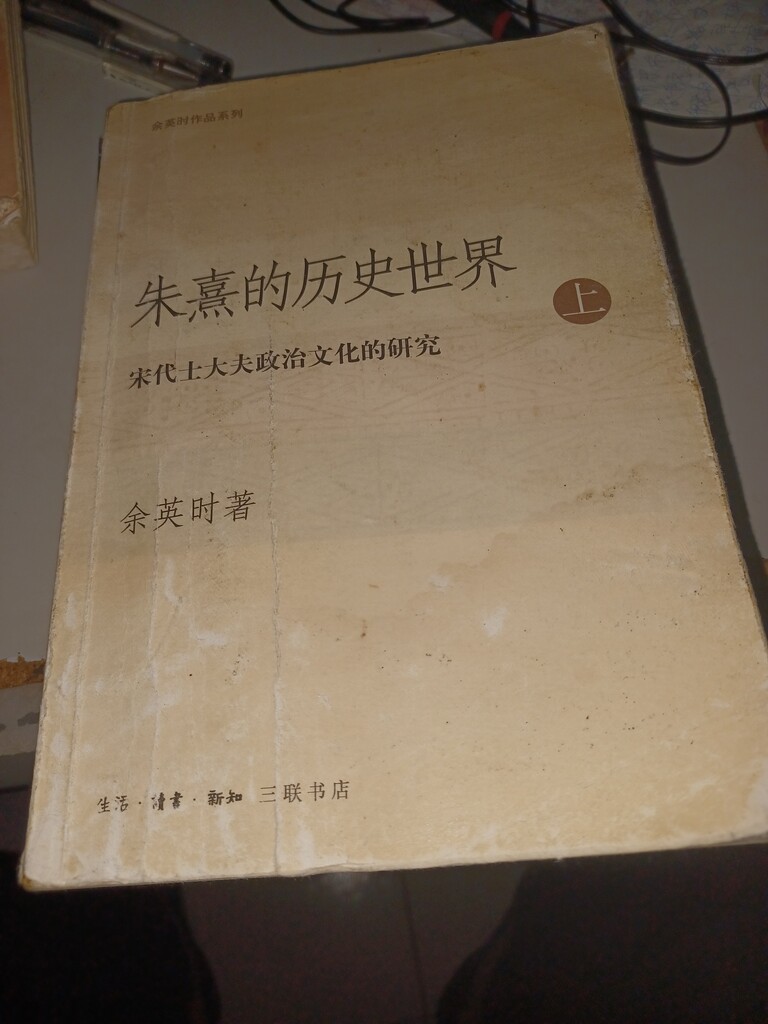 余英时作品系列
朱熹的历史世界
上
宋代士大夫政治文化的研究
余英时著
生活·讀書·新知 三联书店